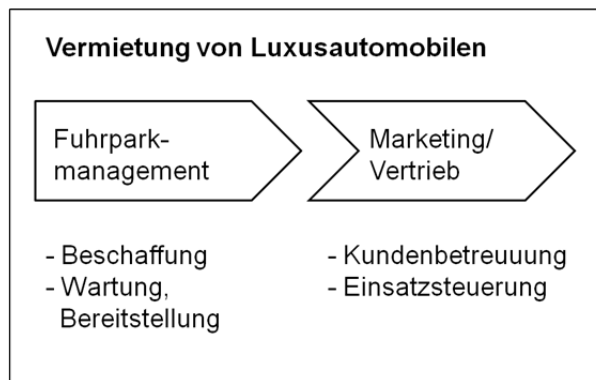 Vermietung von Luxusautomobilen
Fuhrpark-
management
Marketing/
Vertrieb
- Beschaffung
- Wartung,
Bereitstellung
- Kundenbetreuuung
- Einsatzsteuerung